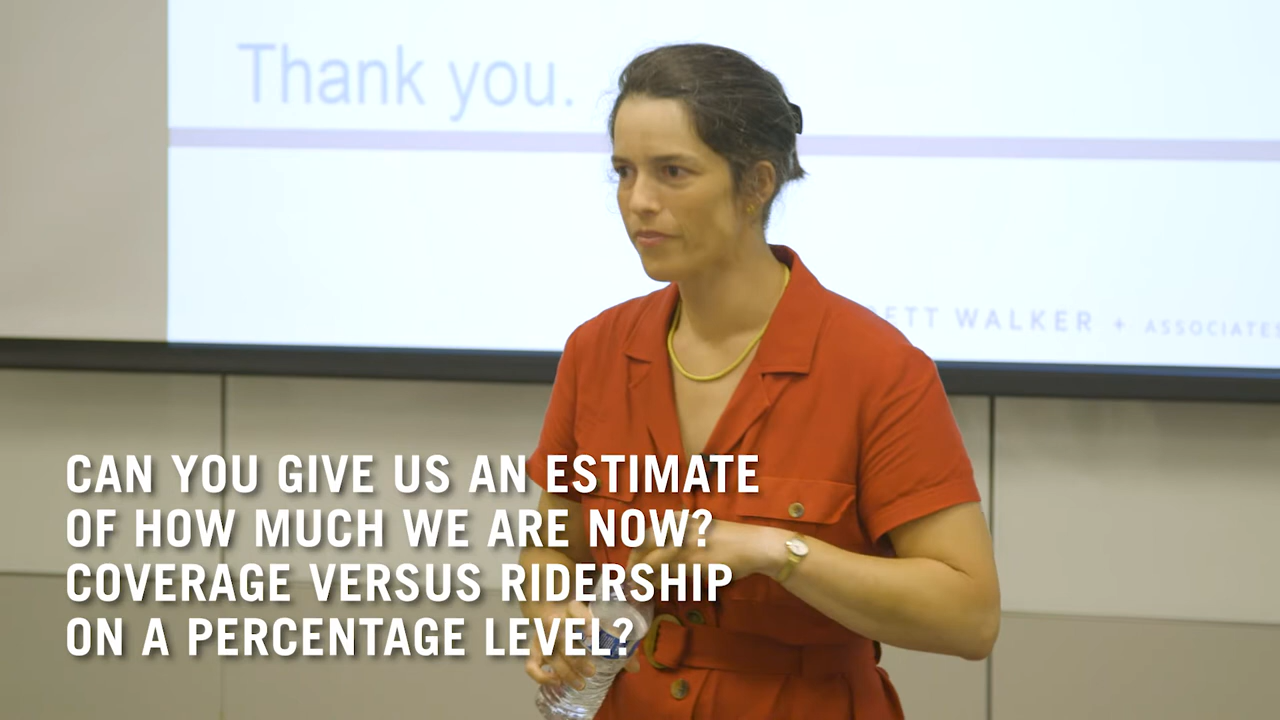 Thank you.
ETT WALKER + ASSOCIATES
CAN YOU GIVE US AN ESTIMATE
OF HOW MUCH WE ARE NOW?
COVERAGE VERSUS RIDERSHIP
ON A PERCENTAGE LEVEL?